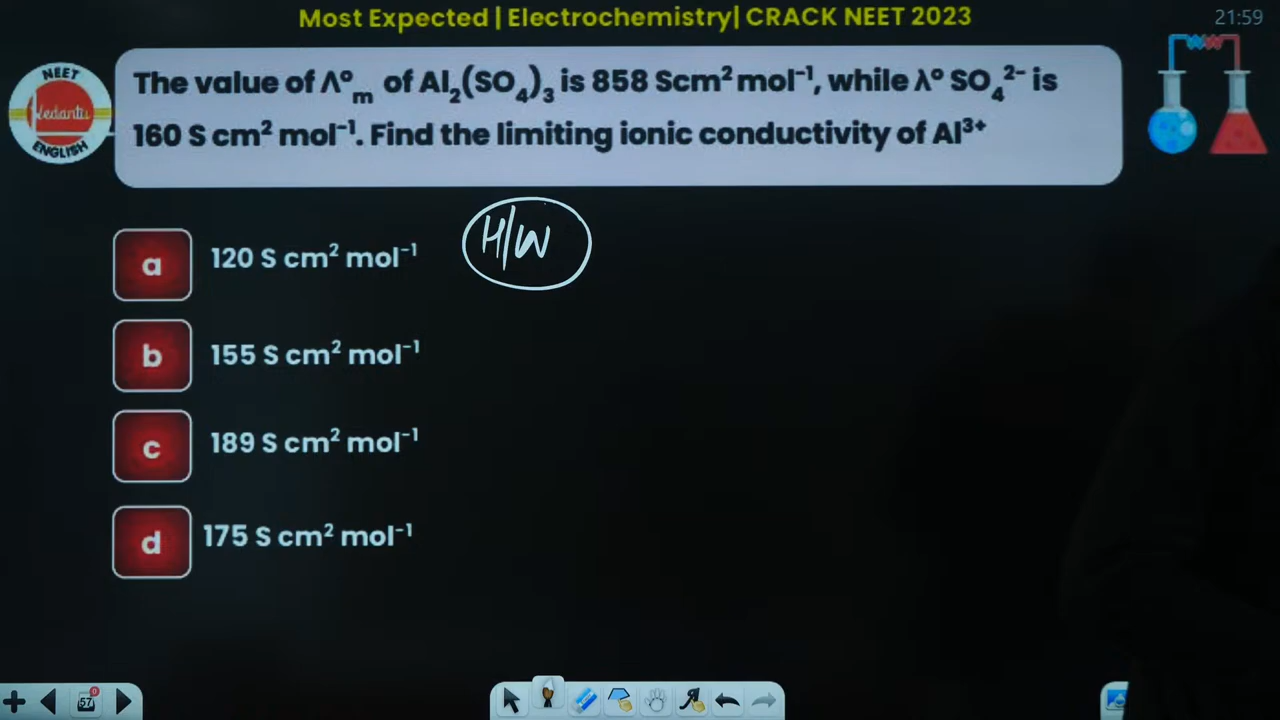 Most Expected | Electrochemistry| CRACK NEET 2023
21:59
NEET
Vedantu
ENGLISH
The value of Λ°m of Al₂(SO₄)₃ is 858 Scm² mol⁻¹, while λ° SO₄²⁻ is
160 S cm² mol⁻¹. Find the limiting ionic conductivity of Al³⁺
H/W
a 120 S cm² mol⁻¹
b 155 S cm² mol⁻¹
c 189 S cm² mol⁻¹
d 175 S cm² mol⁻¹
57